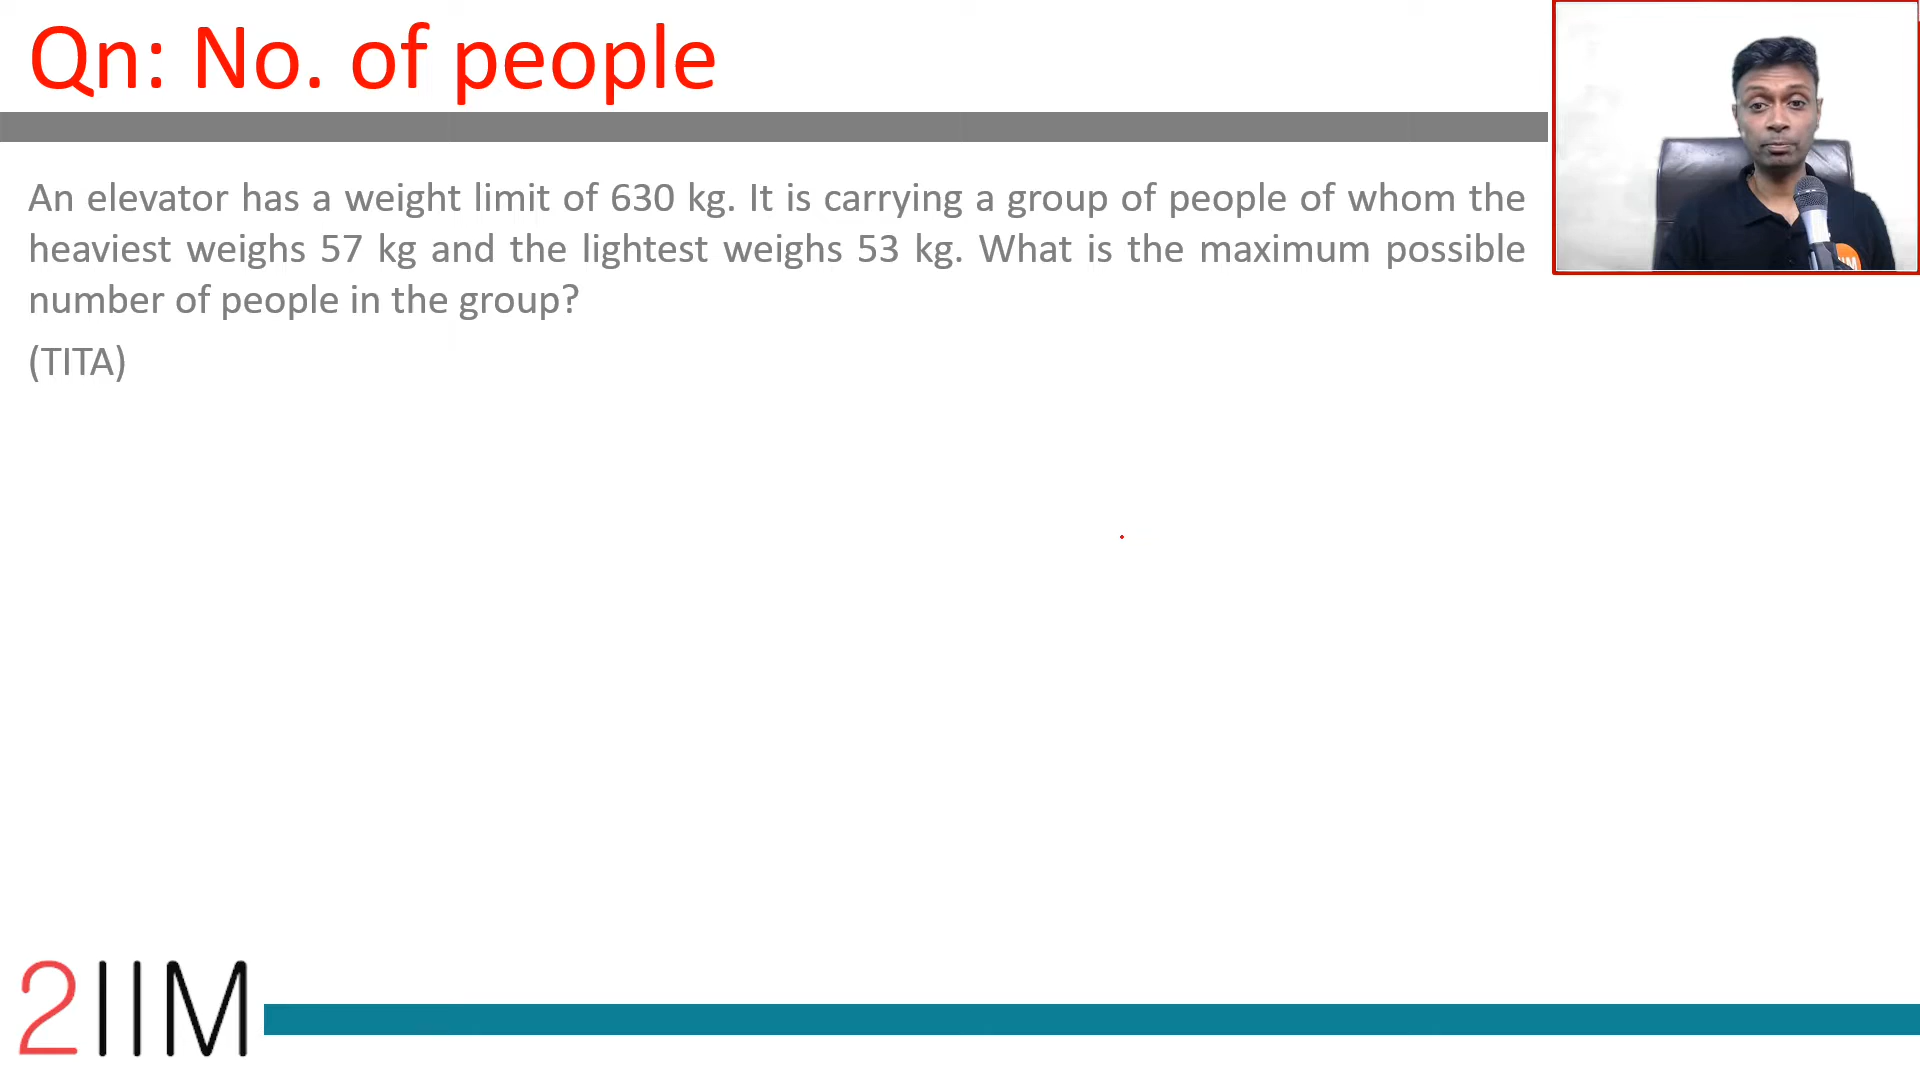 Qn: No. of people
An elevator has a weight limit of 630 kg. It is carrying a group of people of whom the
heaviest weighs 57 kg and the lightest weighs 53 kg. What is the maximum possible
number of people in the group?
(TITA)
2IIM